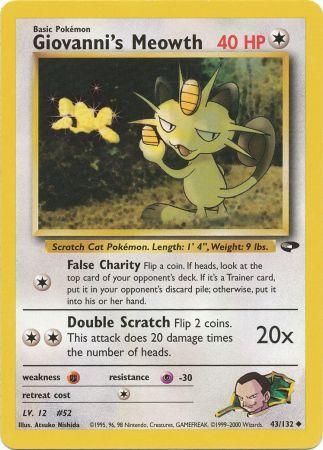 Basic Pokémon
Giovanni's Meowth 40 HP
Scratch Cat Pokémon. Length: 1' 4", Weight: 9 lbs.
False Charity Flip a coin. If heads, look at the
top card of your opponent's deck. If it's a Trainer card,
put it in your opponent's discard pile; otherwise, put it
into his or her hand.
Double Scratch Flip 2 coins.
This attack does 20 damage times
the number of heads.
20x
weakness resistance -30
retreat cost
LV. 12 #52
Illus. Atsuko Nishida ©1995, 96, 98 Nintendo, Creatures, GAMEFREAK. ©1999-2000 Wizards. 43/132